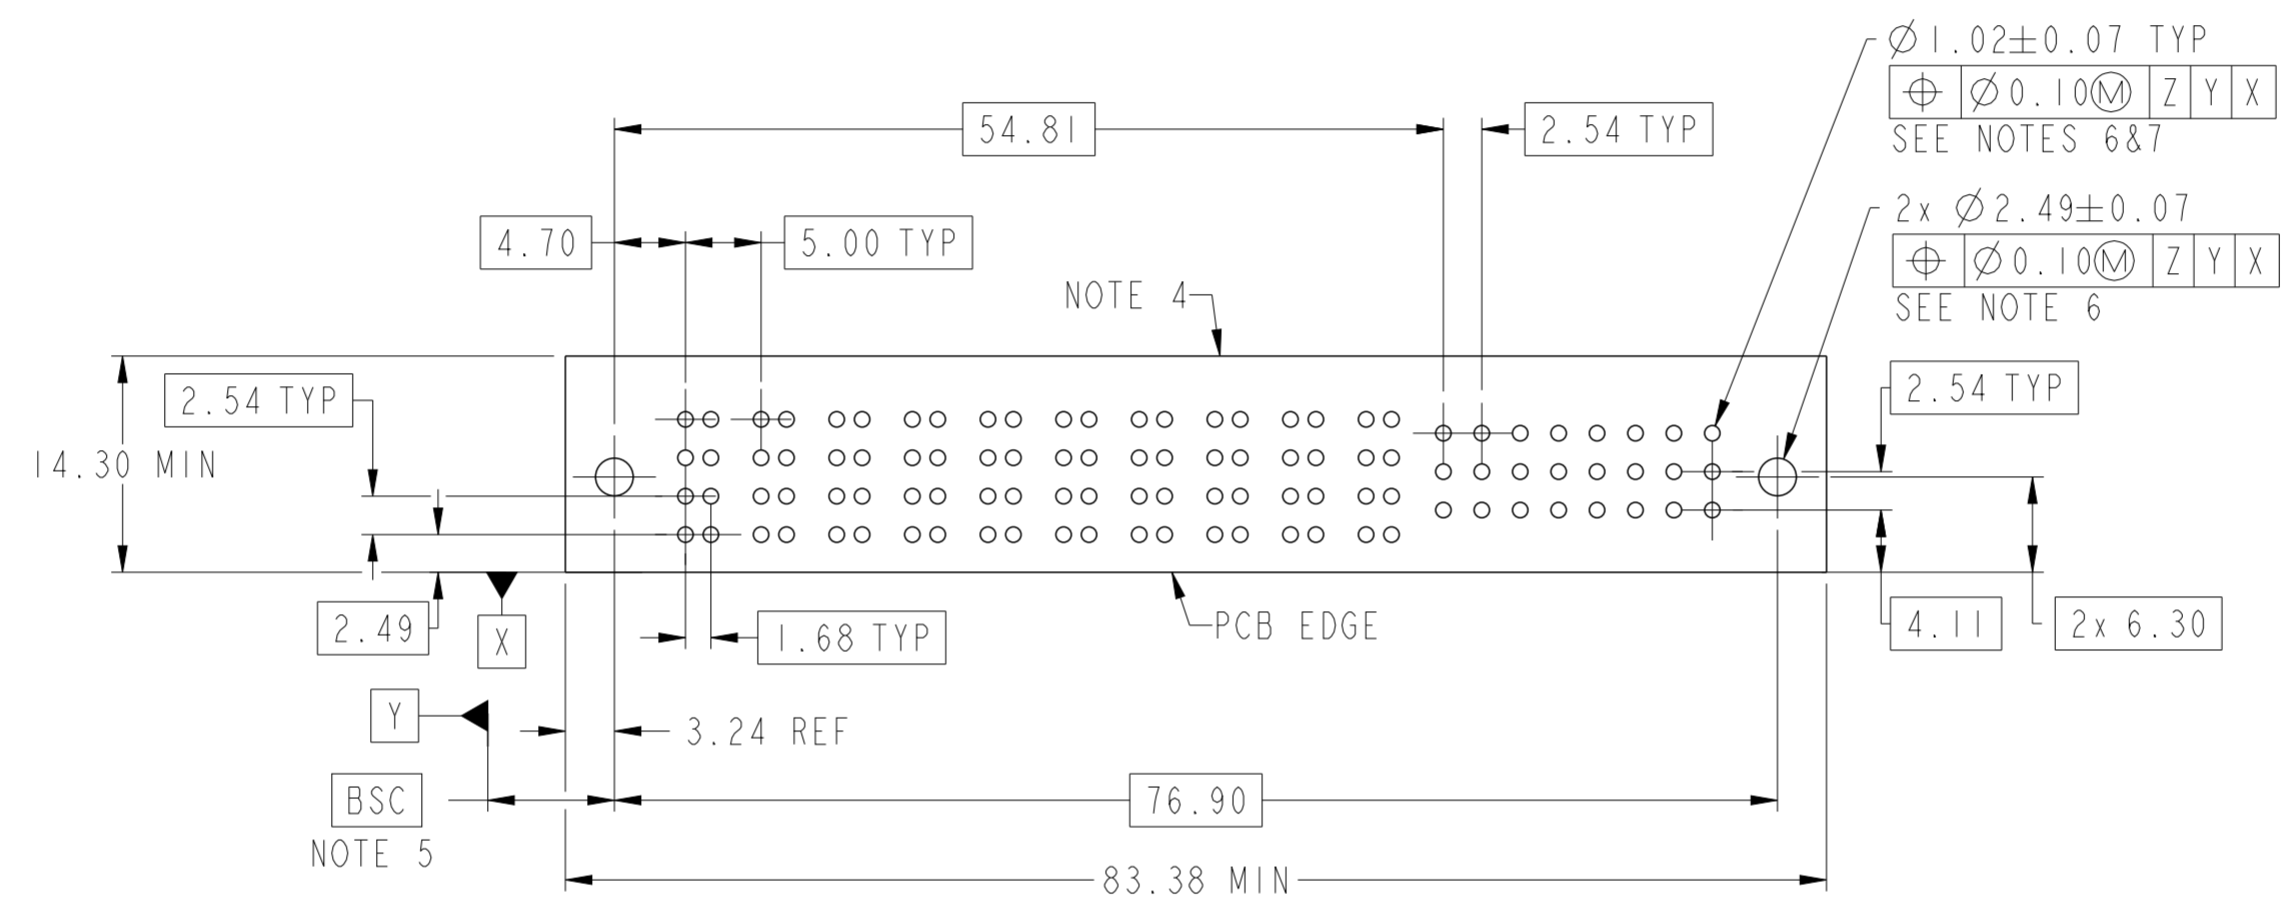 Ø1.02±0.07 TYP
⌖ Ø0.10Ⓜ Z Y X
SEE NOTES 6&7
54.81
2.54 TYP
2x Ø2.49±0.07
⌖ Ø0.10Ⓜ Z Y X
SEE NOTE 6
4.70
5.00 TYP
NOTE 4
2.54 TYP
2.54 TYP
14.30 MIN
2.49
X
1.68 TYP
PCB EDGE
4.11
2x 6.30
Y
3.24 REF
BSC
76.90
NOTE 5
83.38 MIN